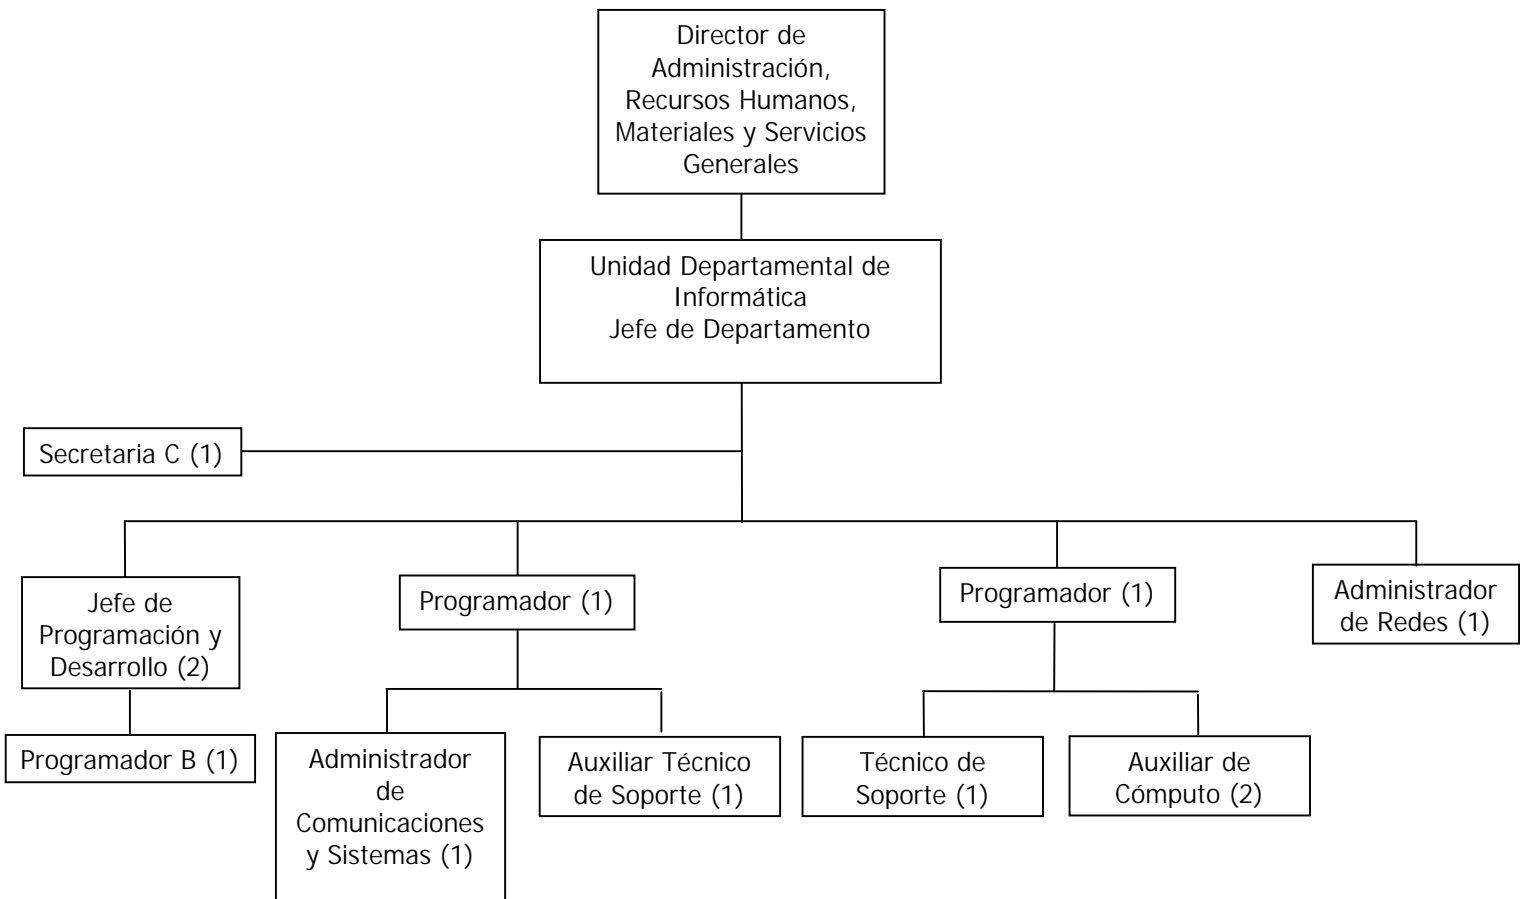 Director de
Administración,
Recursos Humanos,
Materiales y Servicios
Generales
Unidad Departamental de
Informática
Jefe de Departamento
Secretaria C (1)
Jefe de
Programación y
Desarrollo (2)
Programador (1)
Programador (1)
Administrador
de Redes (1)
Programador B (1)
Administrador
de
Comunicaciones
y Sistemas (1)
Auxiliar Técnico
de Soporte (1)
Técnico de
Soporte (1)
Auxiliar de
Cómputo (2)